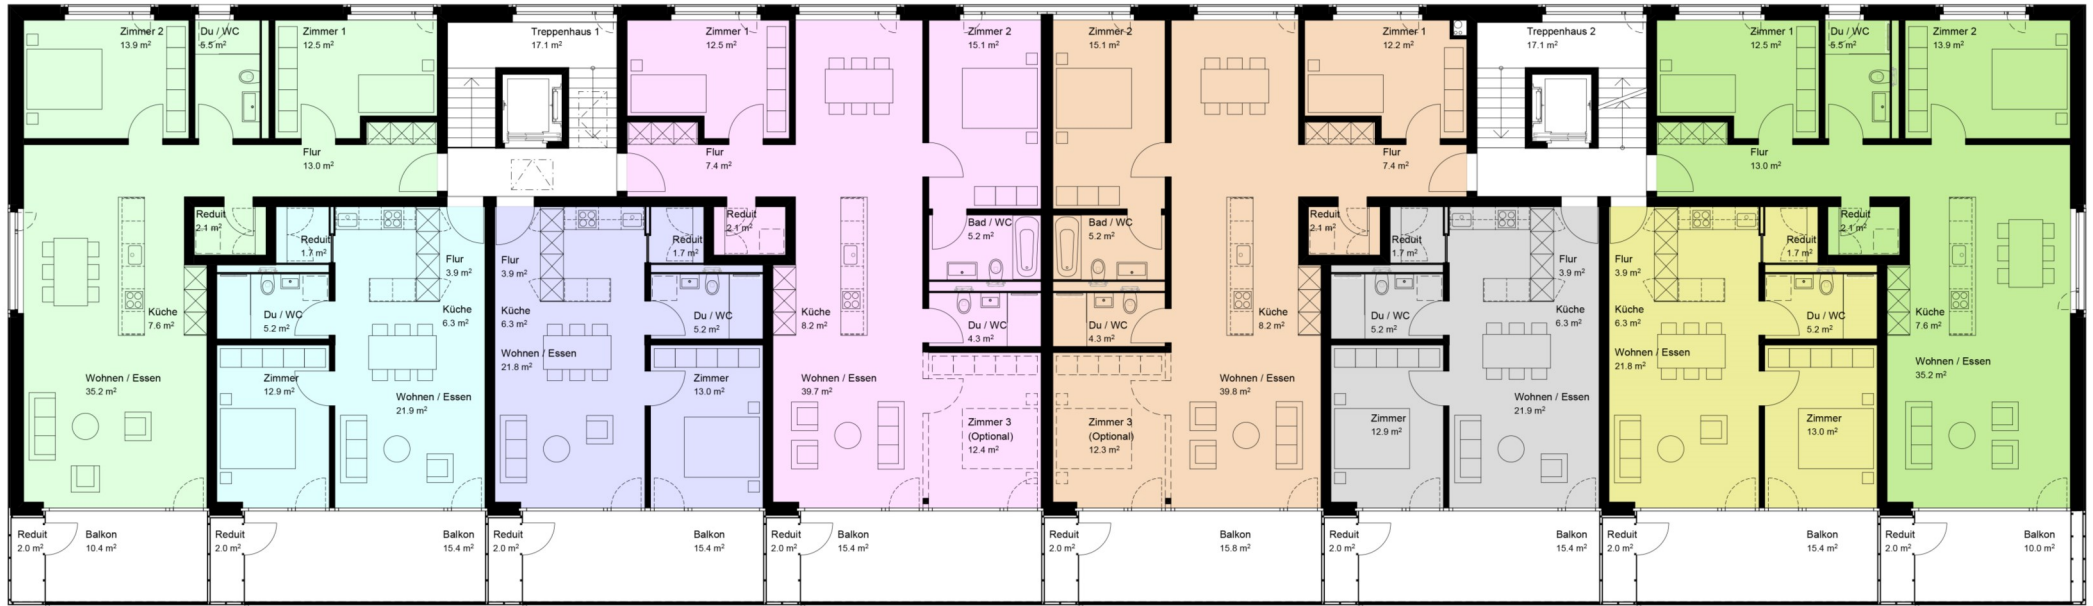 Zimmer 2
13.9 m²
Du / WC
5.5 m²
Zimmer 1
12.5 m²
Flur
13.0 m²
Reduit
2.1 m²
Küche
7.6 m²
Wohnen / Essen
35.2 m²
Reduit
2.0 m²
Balkon
10.4 m²
Treppenhaus 1
17.1 m²
Reduit
1.7 m²
Flur
3.9 m²
Du / WC
5.2 m²
Küche
6.3 m²
Zimmer
12.9 m²
Wohnen / Essen
21.9 m²
Reduit
2.0 m²
Balkon
15.4 m²
Flur
3.9 m²
Reduit
1.7 m²
Küche
6.3 m²
Du / WC
5.2 m²
Wohnen / Essen
21.8 m²
Zimmer
13.0 m²
Reduit
2.0 m²
Balkon
15.4 m²
Zimmer 1
12.5 m²
Zimmer 2
15.1 m²
Flur
7.4 m²
Reduit
2.1 m²
Bad / WC
5.2 m²
Küche
8.2 m²
Du / WC
4.3 m²
Wohnen / Essen
39.7 m²
Zimmer 3
(Optional)
12.4 m²
Reduit
2.0 m²
Balkon
15.4 m²
Zimmer 2
15.1 m²
Zimmer 1
12.2 m²
Flur
7.4 m²
Bad / WC
5.2 m²
Reduit
2.1 m²
Du / WC
4.3 m²
Küche
8.2 m²
Wohnen / Essen
39.8 m²
Zimmer 3
(Optional)
12.3 m²
Reduit
2.0 m²
Balkon
15.8 m²
Treppenhaus 2
17.1 m²
Reduit
1.7 m²
Flur
3.9 m²
Du / WC
5.2 m²
Küche
6.3 m²
Wohnen / Essen
21.9 m²
Zimmer
12.9 m²
Reduit
2.0 m²
Balkon
15.4 m²
Flur
3.9 m²
Reduit
1.7 m²
Küche
6.3 m²
Du / WC
5.2 m²
Wohnen / Essen
21.8 m²
Zimmer
13.0 m²
Reduit
2.0 m²
Balkon
15.4 m²
Zimmer 1
12.5 m²
Du / WC
5.5 m²
Zimmer 2
13.9 m²
Flur
13.0 m²
Reduit
2.1 m²
Küche
7.6 m²
Wohnen / Essen
35.2 m²
Reduit
2.0 m²
Balkon
10.0 m²